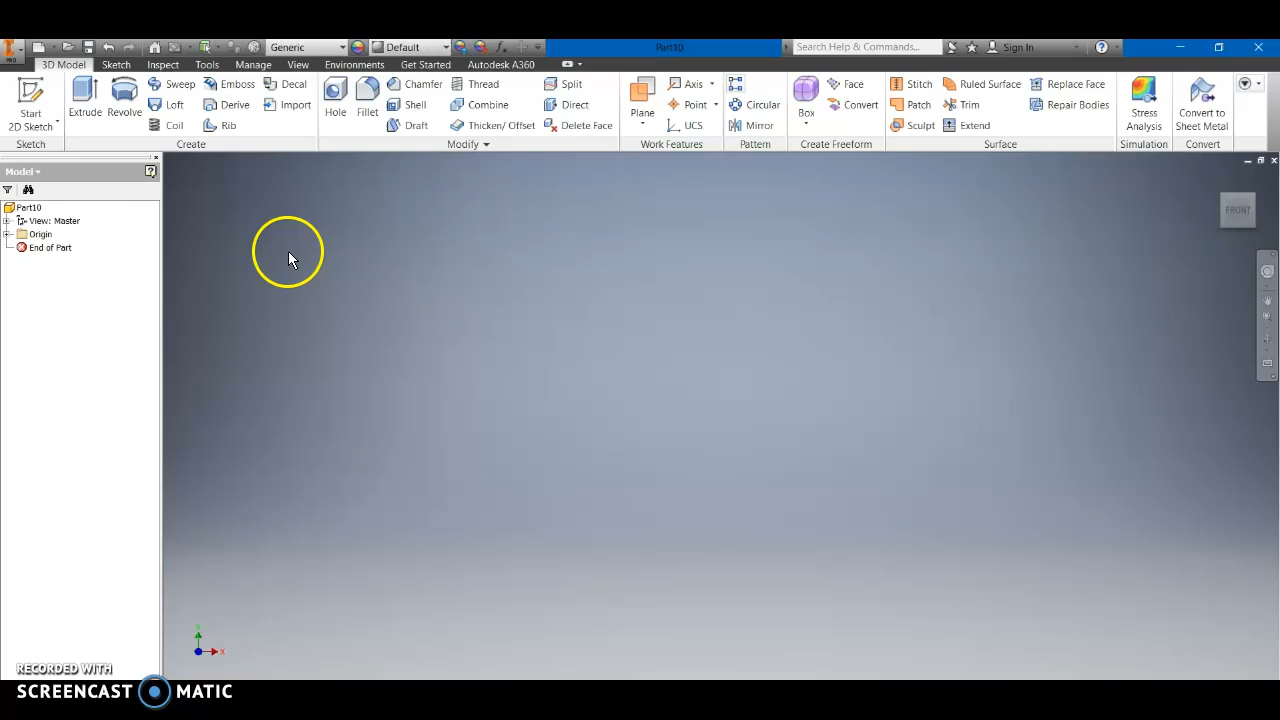 PRO
Generic
Default
Part10
Search Help & Commands...
Sign In
3D Model Sketch Inspect Tools Manage View Environments Get Started Autodesk A360
Start
2D Sketch
Sketch
Extrude
Revolve
Sweep
Emboss
Decal
Loft
Derive
Import
Coil
Rib
Create
Hole
Fillet
Chamfer
Thread
Split
Shell
Combine
Direct
Draft
Thicken/ Offset
Delete Face
Modify
Plane
Axis
Point
UCS
Work Features
Circular
Mirror
Pattern
Box
Face
Convert
Create Freeform
Stitch
Ruled Surface
Replace Face
Patch
Trim
Repair Bodies
Sculpt
Extend
Surface
Stress
Analysis
Simulation
Convert to
Sheet Metal
Convert
Model
Part10
View: Master
Origin
End of Part
FRONT
Y
X
RECORDED WITH
SCREENCAST MATIC